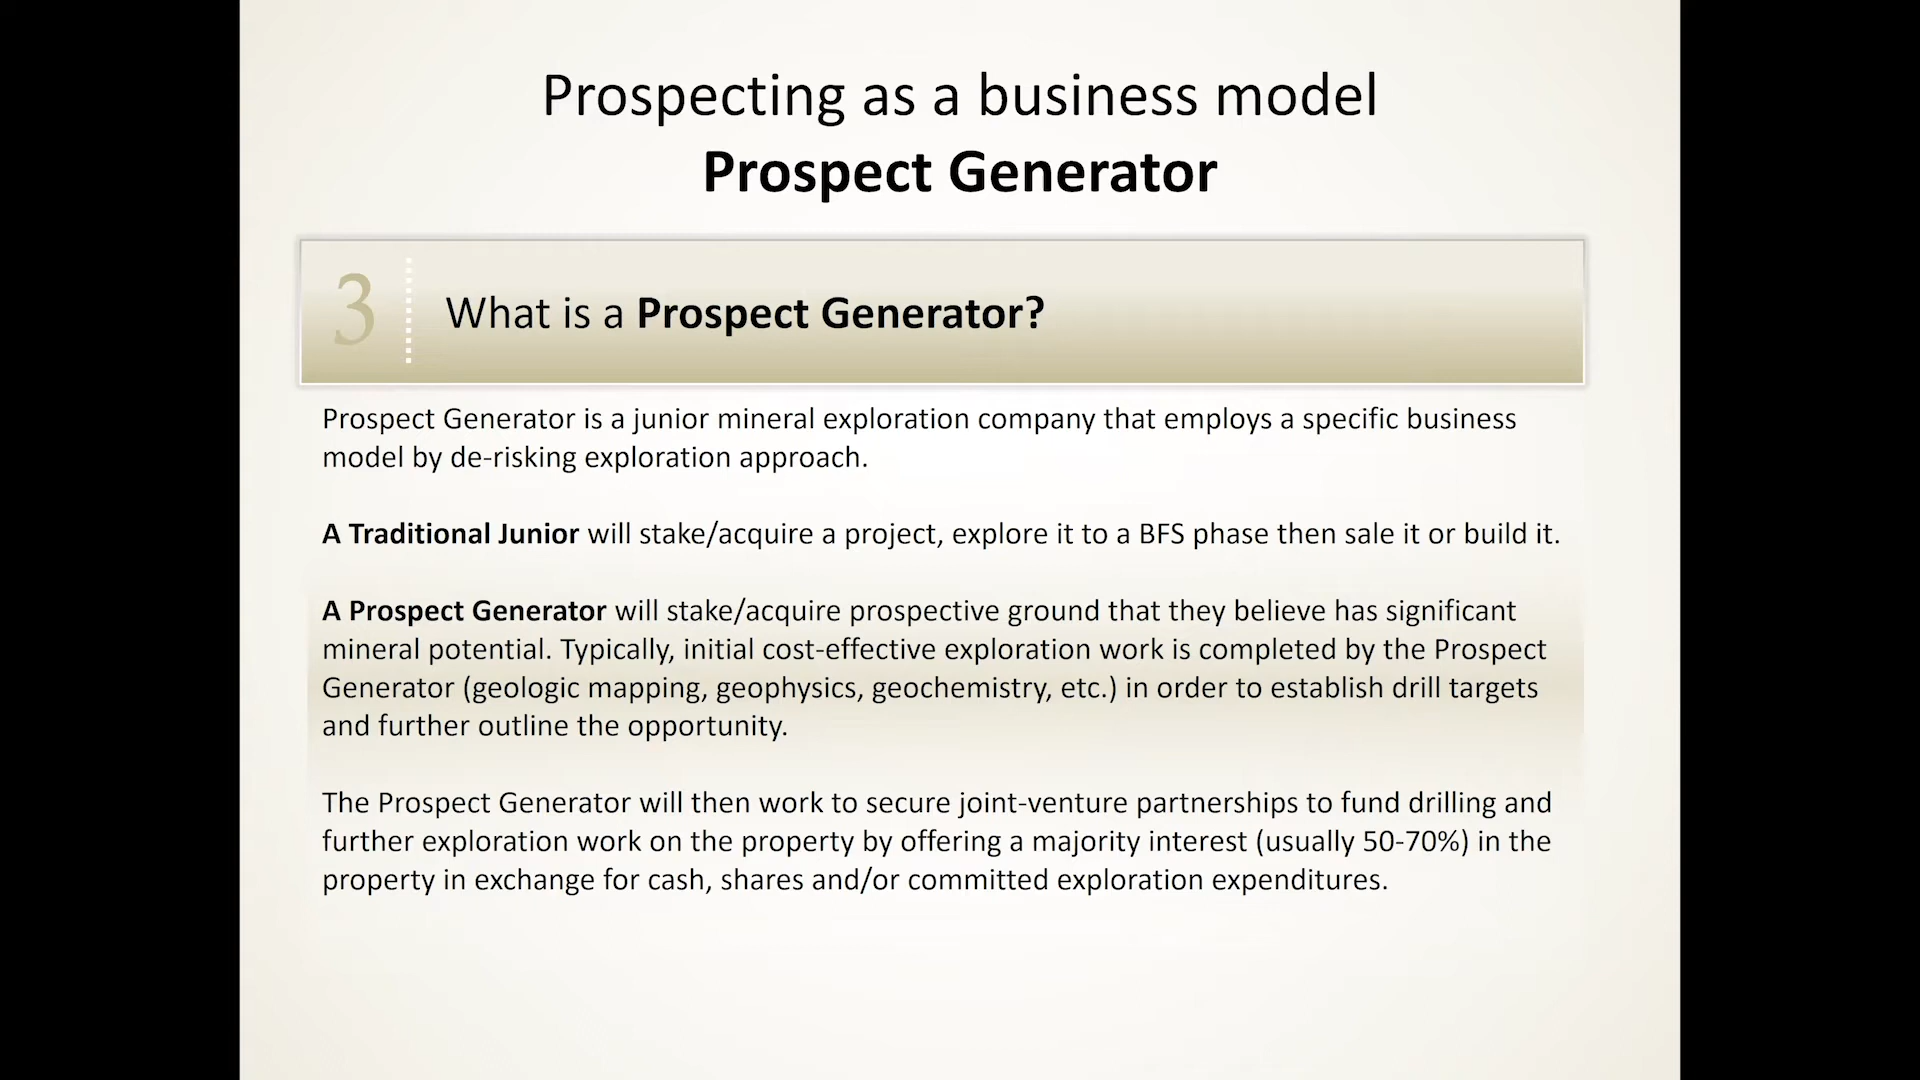 Prospecting as a business model
Prospect Generator
3
What is a Prospect Generator?
Prospect Generator is a junior mineral exploration company that employs a specific business
model by de-risking exploration approach.
A Traditional Junior will stake/acquire a project, explore it to a BFS phase then sale it or build it.
A Prospect Generator will stake/acquire prospective ground that they believe has significant
mineral potential. Typically, initial cost-effective exploration work is completed by the Prospect
Generator (geologic mapping, geophysics, geochemistry, etc.) in order to establish drill targets
and further outline the opportunity.
The Prospect Generator will then work to secure joint-venture partnerships to fund drilling and
further exploration work on the property by offering a majority interest (usually 50-70%) in the
property in exchange for cash, shares and/or committed exploration expenditures.